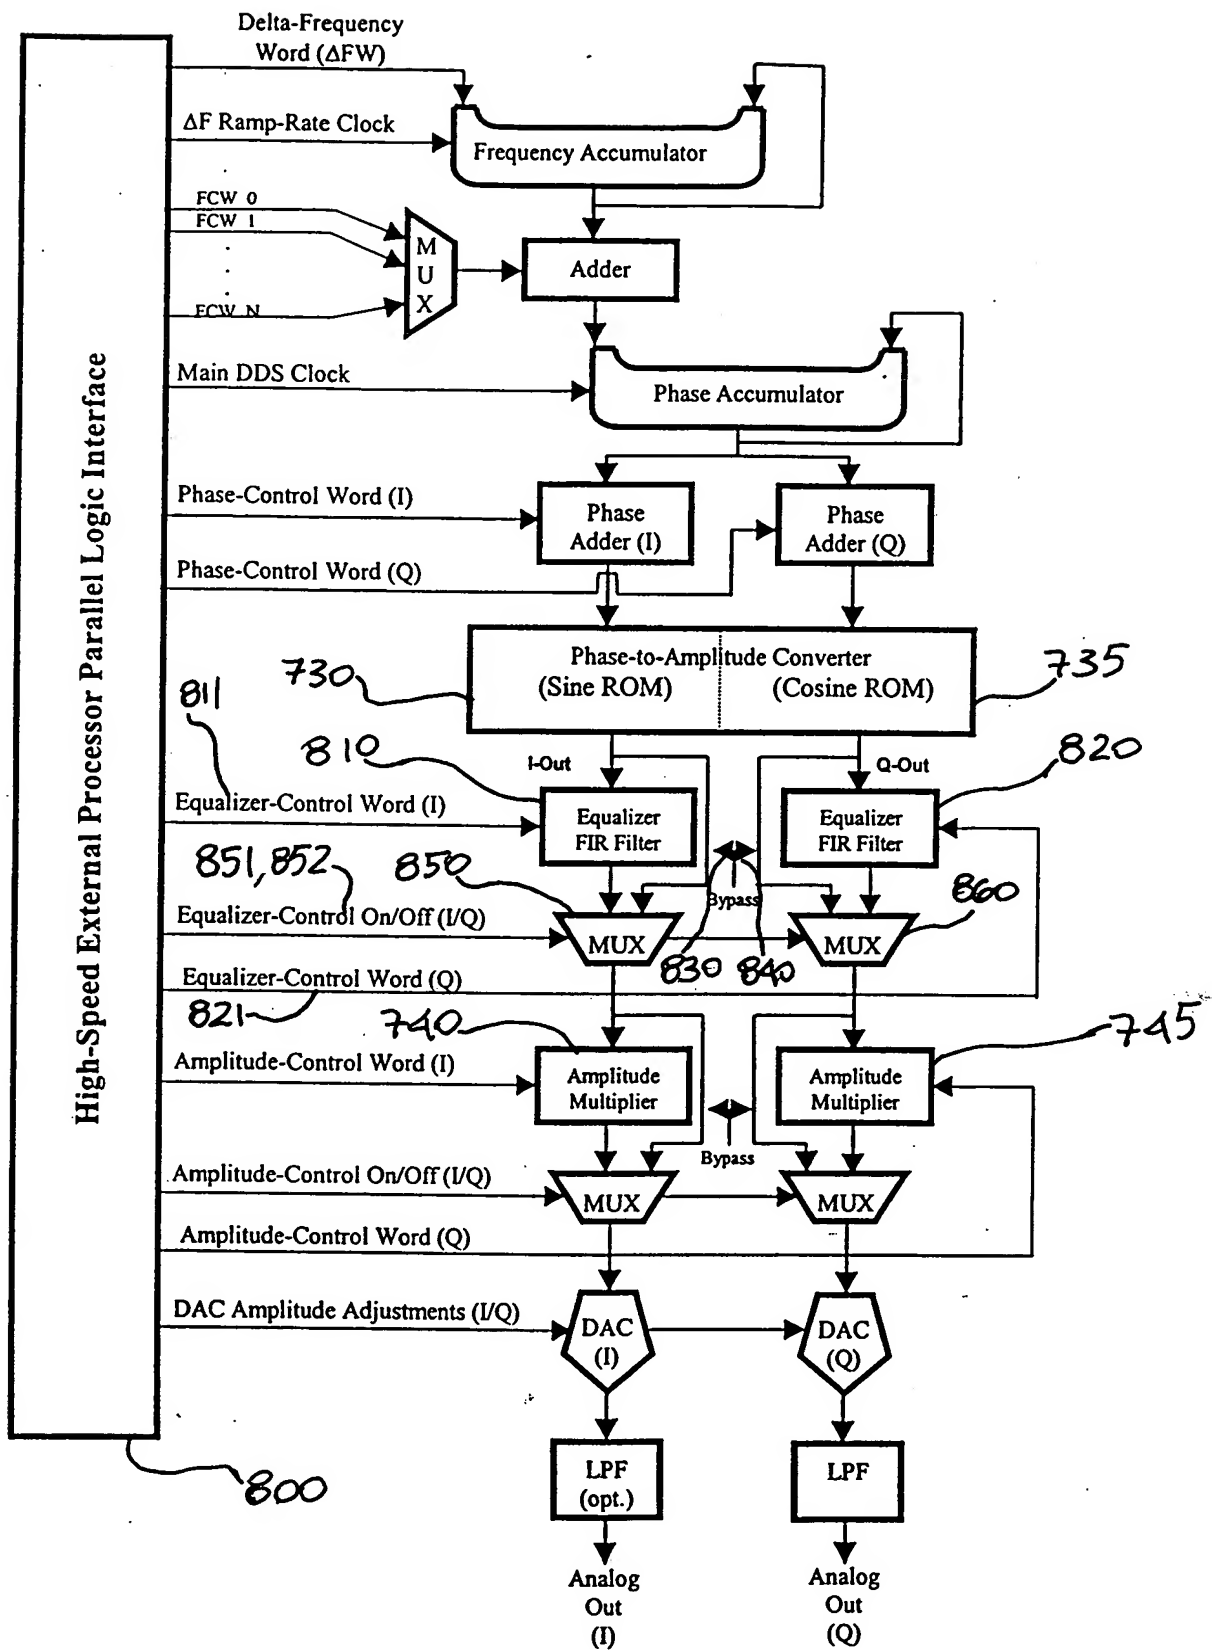 Delta-Frequency
Word (ΔFW)
ΔF Ramp-Rate Clock
Frequency Accumulator
FCW 0
FCW 1
FCW N
M
U
X
Adder
Main DDS Clock
Phase Accumulator
High-Speed External Processor Parallel Logic Interface
Phase-Control Word (I)
Phase
Adder (I)
Phase
Adder (Q)
Phase-Control Word (Q)
Phase-to-Amplitude Converter
(Sine ROM)
(Cosine ROM)
730
735
811
810
I-Out
Q-Out
820
Equalizer-Control Word (I)
Equalizer
FIR Filter
Equalizer
FIR Filter
851, 852
850
Bypass
860
Equalizer-Control On/Off (I/Q)
MUX
MUX
830
840
Equalizer-Control Word (Q)
821
740
745
Amplitude-Control Word (I)
Amplitude
Multiplier
Amplitude
Multiplier
Bypass
Amplitude-Control On/Off (I/Q)
MUX
MUX
Amplitude-Control Word (Q)
DAC Amplitude Adjustments (I/Q)
DAC
(I)
DAC
(Q)
800
LPF
(opt.)
LPF
Analog
Out
(I)
Analog
Out
(Q)